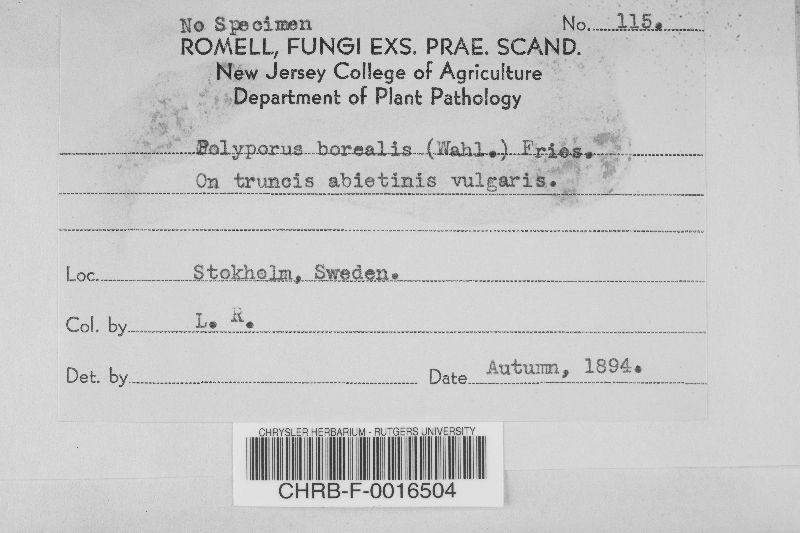 No Specimen
No. 115.
ROMELL, FUNGI EXS. PRAE. SCAND.
New Jersey College of Agriculture
Department of Plant Pathology
Polyporus borealis (Wahl.) Fries.
On truncis abietinis vulgaris.
Loc. Stokholm, Sweden.
Col. by L. R.
Det. by
Date Autumn, 1894.
CHRYSLER HERBARIUM - RUTGERS UNIVERSITY
CHRB-F-0016504